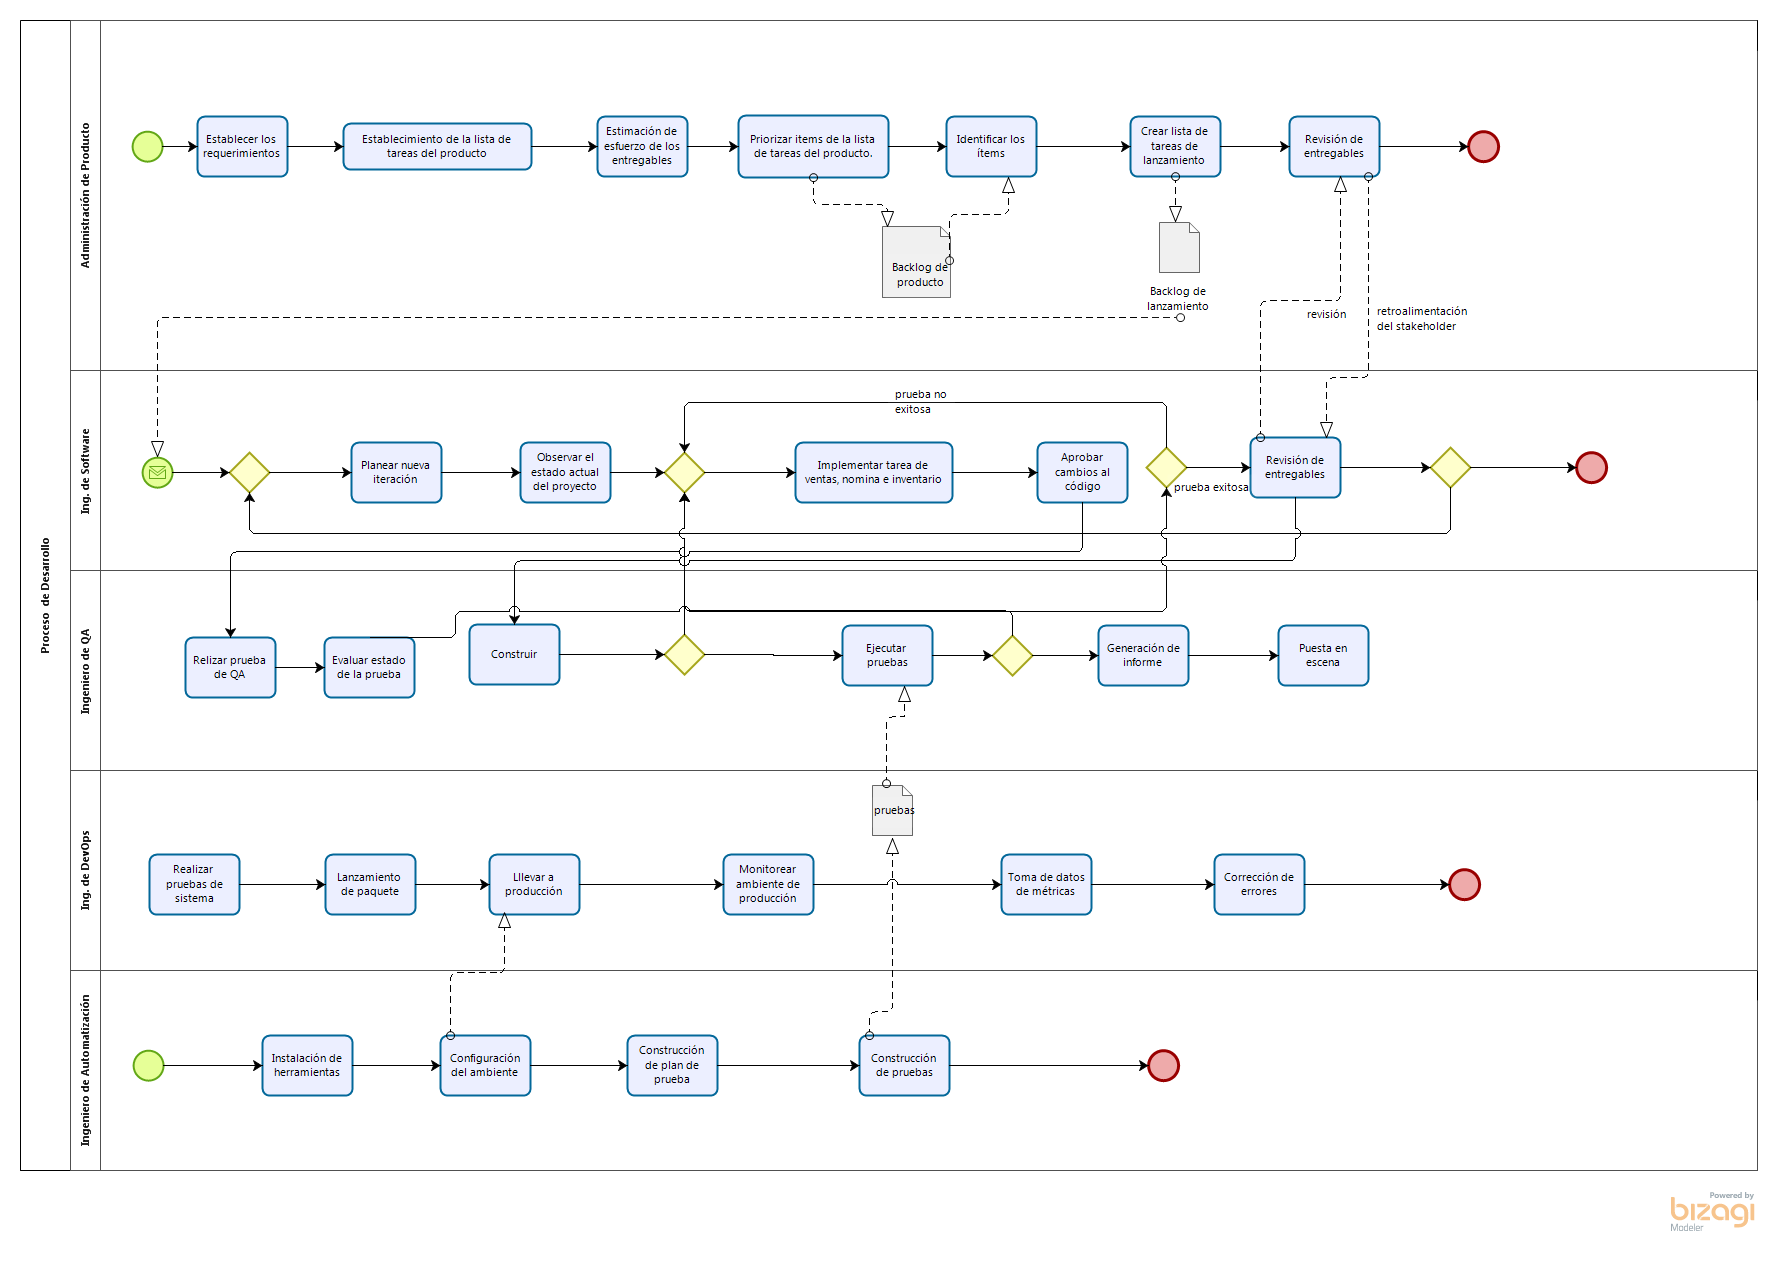 Proceso  de Desarrollo
Administración de Producto
Establecer los
requerimientos
Establecimiento de la lista de
tareas del producto
Estimación de
esfuerzo de los
entregables
Priorizar items de la lista
de tareas del producto.
Identificar los
ítems
Crear lista de
tareas de
lanzamiento
Revisión de
entregables
Backlog de
producto
Backlog de
lanzamiento
revisión
retroalimentación
del stakeholder
Ing. de Software
prueba no
exitosa
Planear nueva
iteración
Observar el
estado actual
del proyecto
Implementar tarea de
ventas, nomina e inventario
Aprobar
cambios al
código
prueba exitosa
Revisión de
entregables
Ingeniero de QA
Relizar prueba
de QA
Evaluar estado
de la prueba
Construir
Ejecutar
pruebas
Generación de
informe
Puesta en
escena
Ing. de DevOps
pruebas
Realizar
pruebas de
sistema
Lanzamiento
de paquete
Lllevar a
producción
Monitorear
ambiente de
producción
Toma de datos
de métricas
Corrección de
errores
Ingeniero de Automatización
Instalación de
herramientas
Configuración
del ambiente
Construcción
de plan de
prueba
Construcción
de pruebas
Powered by
bizagi
Modeler